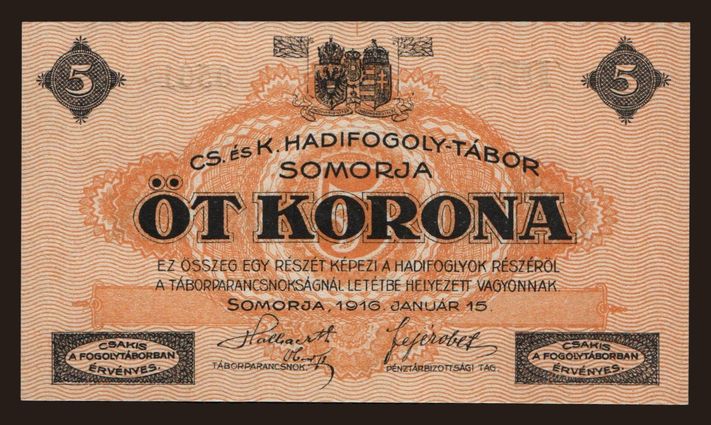 5 5
CS. ÉS K. HADIFOGOLY-TÁBOR
SOMORJA
ÖT KORONA
EZ ÖSSZEG EGY RÉSZÉT KÉPEZI A HADIFOGLYOK RÉSZÉRŐL
A TÁBORPARANCSNOKSÁGNÁL LETÉTBE HELYEZETT VAGYONNAK.
SOMORJA, 1916. JANUÁR 15.
CSAKIS
A FOGOLYTÁBORBAN
ÉRVÉNYES.
TÁBORPARANCSNOK.
PÉNZTÁRBIZOTTSÁGI TAG.
CSAKIS
A FOGOLYTÁBORBAN
ÉRVÉNYES.